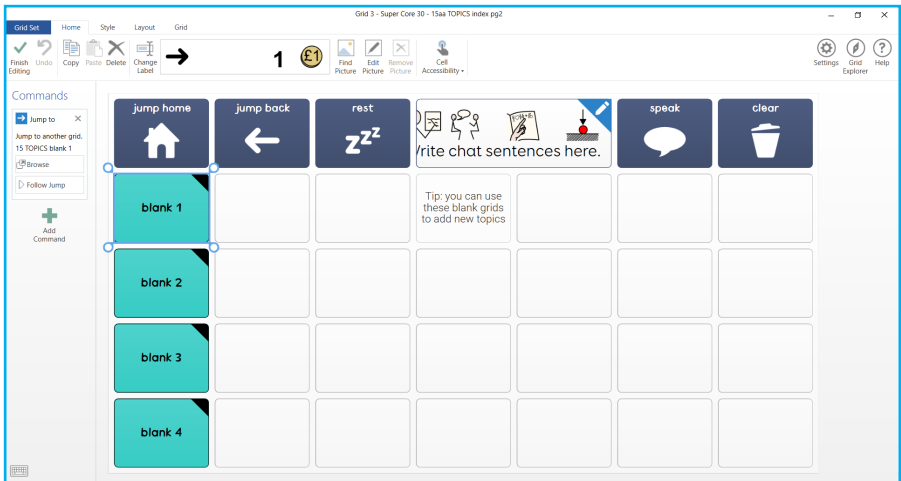 Grid 3 - Super Core 30 - 15aa TOPICS index pg2
Grid Set Home Style Layout Grid
Finish Editing
Undo
Copy
Paste
Delete
Change Label
1
£1
Find Picture
Edit Picture
Remove Picture
Cell Accessibility
Settings
Grid Explorer
Help
Commands
Jump to
Jump to another grid.
15 TOPICS blank 1
Browse
Follow Jump
Add Command
jump home
jump back
rest
zzz
Write chat sentences here.
speak
clear
blank 1
Tip: you can use
these blank grids
to add new topics
blank 2
blank 3
blank 4